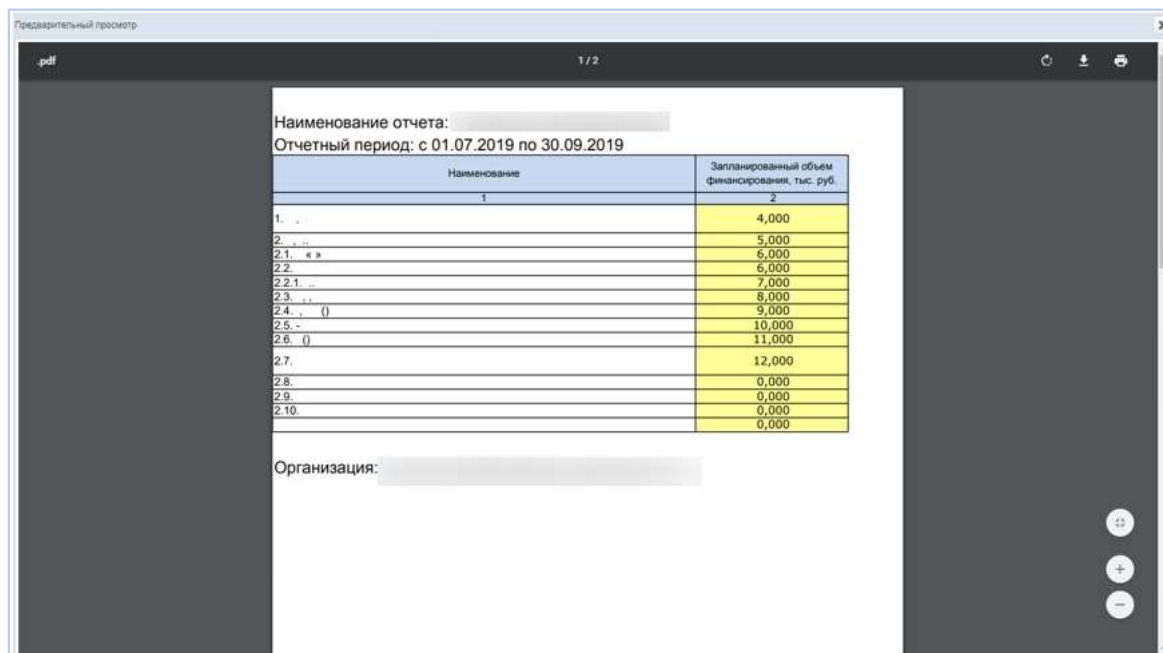 Предварительный просмотр
.pdf
1 / 2
Наименование отчета:
Отчетный период: с 01.07.2019 по 30.09.2019
Наименование
Запланированный объем
финансирования, тыс. руб.
1 2
1. , 4,000
2. , .. 5,000
2.1. « » 6,000
2.2. 6,000
2.2.1. .. 7,000
2.3. , , 8,000
2.4. , () 9,000
2.5. - 10,000
2.6. () 11,000
2.7. 12,000
2.8. 0,000
2.9. 0,000
2.10. 0,000
0,000
Организация: